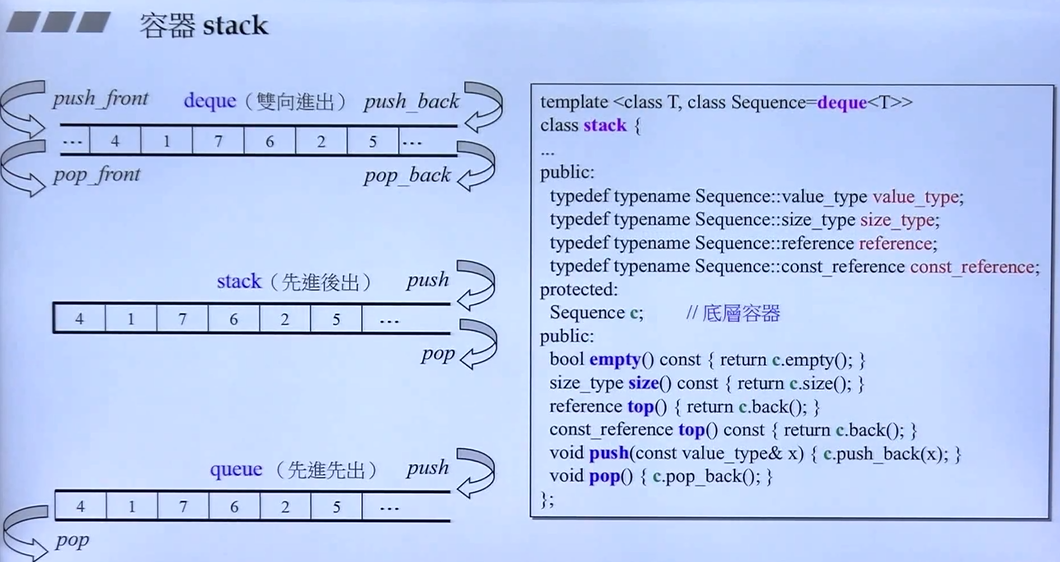 容器 stack
push_front deque（雙向進出） push_back
... 4 1 7 6 2 5 ...
pop_front pop_back
stack（先進後出） push
4 1 7 6 2 5 ...
pop
queue （先進先出） push
4 1 7 6 2 5 ...
pop
template <class T, class Sequence=deque<T>>
class stack {
...
public:
typedef typename Sequence::value_type value_type;
typedef typename Sequence::size_type size_type;
typedef typename Sequence::reference reference;
typedef typename Sequence::const_reference const_reference;
protected:
Sequence c; // 底層容器
public:
bool empty() const { return c.empty(); }
size_type size() const { return c.size(); }
reference top() { return c.back(); }
const_reference top() const { return c.back(); }
void push(const value_type& x) { c.push_back(x); }
void pop() { c.pop_back(); }
};